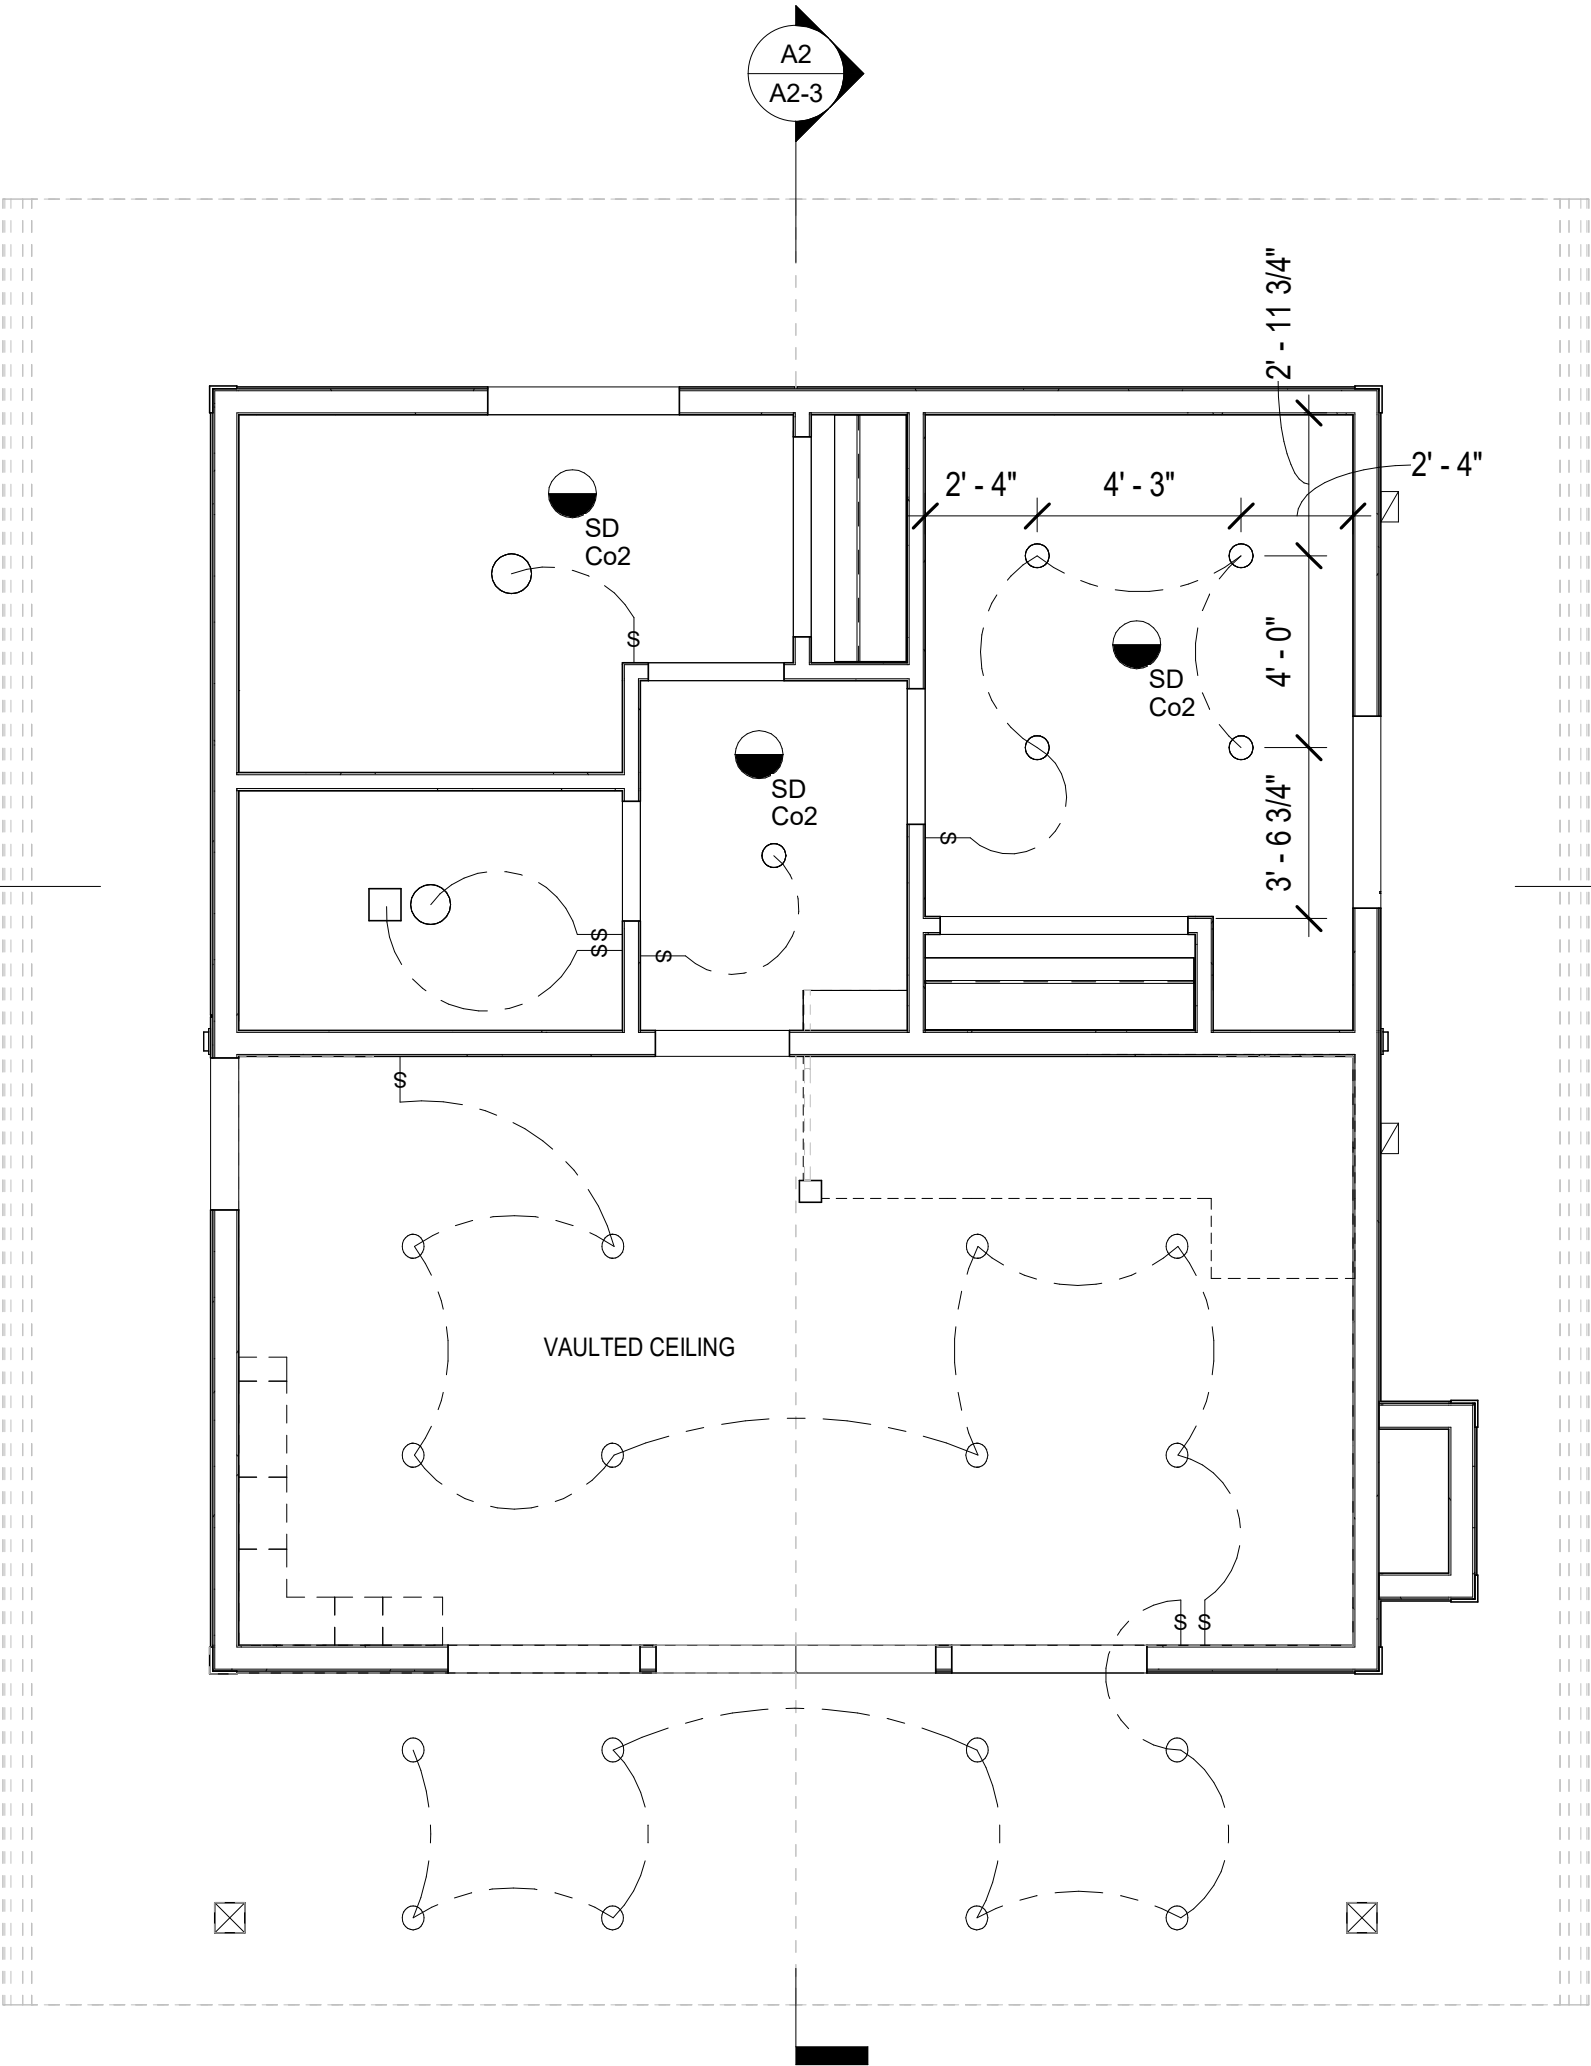 A2
A2-3
2' - 11 3/4"
2' - 4"
4' - 3"
2' - 4"
SD
Co2
S
4' - 0"
SD
Co2
SD
Co2
3' - 6 3/4"
S
S S
S S
S
S
VAULTED CEILING
S S